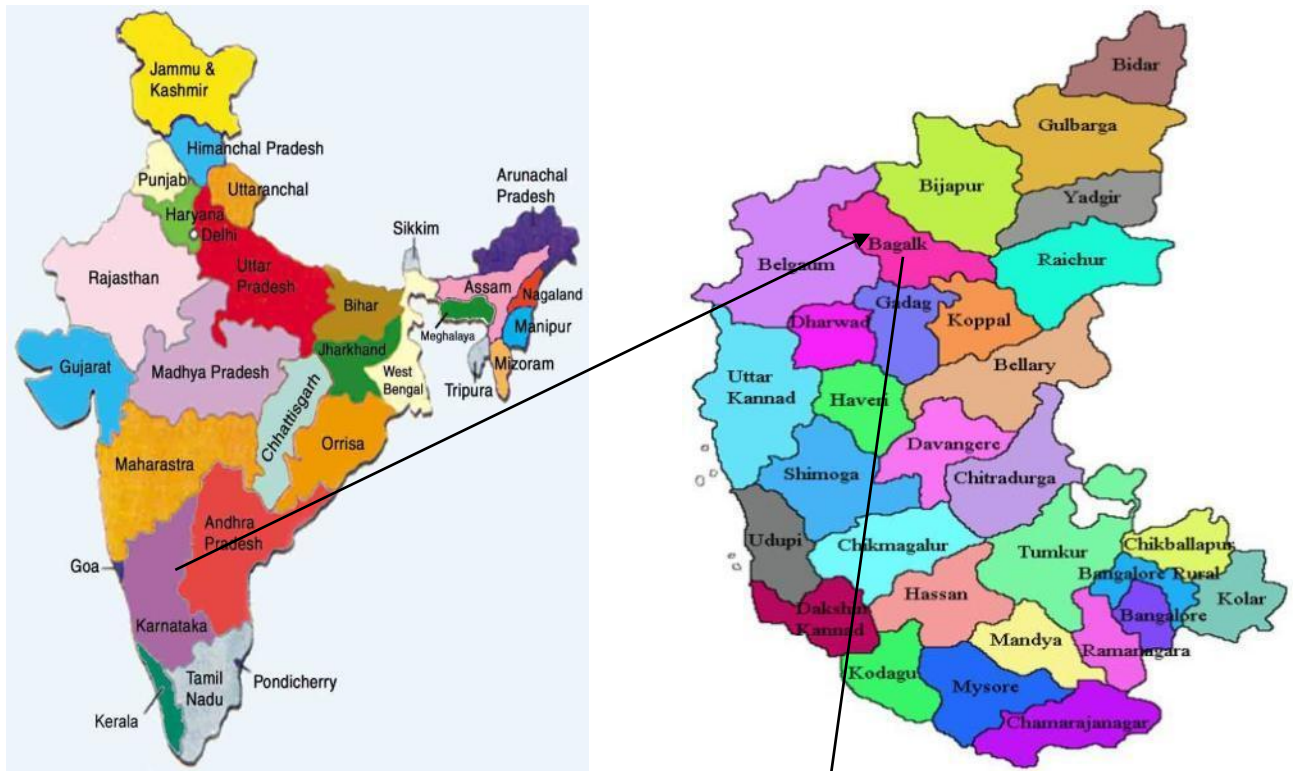 Jammu &
Kashmir
Himanchal Pradesh
Punjab
Uttaranchal
Arunachal
Pradesh
Haryana
Delhi
Sikkim
Rajasthan
Uttar
Pradesh
Assam
Nagaland
Bihar
Meghalaya
Manipur
Jharkhand
Gujarat
Madhya Pradesh
West
Bengal
Tripura
Mizoram
Chhattisgarh
Orrisa
Maharastra
Andhra
Pradesh
Goa
Karnataka
Tamil
Nadu
Pondicherry
Kerala
Bidar
Gulbarga
Bijapur
Yadgir
Bagalk
Belgaum
Raichur
Gadag
Dharwad
Koppal
Bellary
Uttar
Kannad
Haveri
Davangere
Shimoga
Chitradurga
Udupi
Chikmagalur
Tumkur
Chikballapur
Bangalore Rural
Hassan
Kolar
Dakshin
Kannad
Bangalore
Mandya
Ramanagara
Kodagu
Mysore
Chamarajanagar